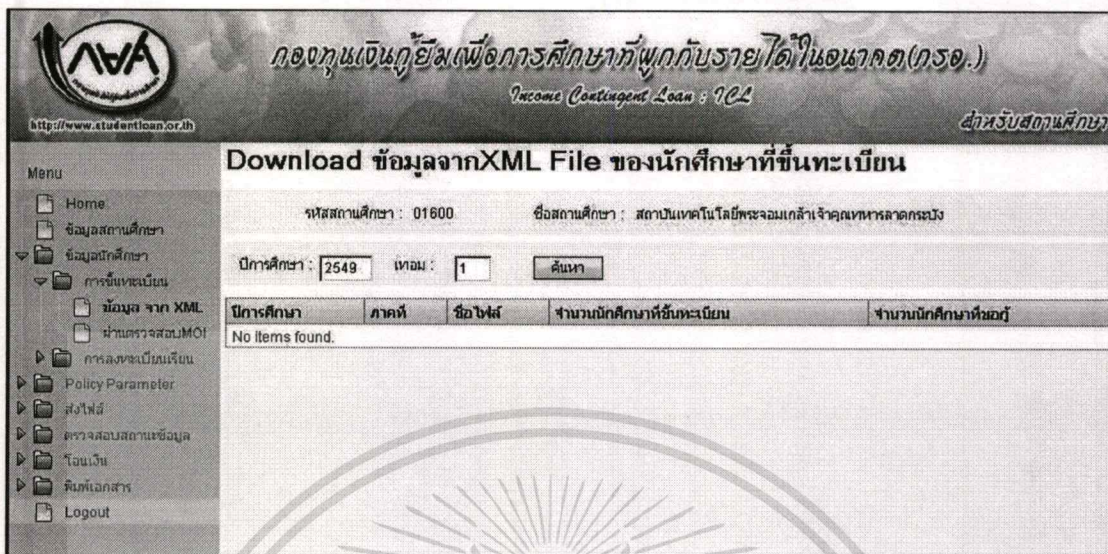 กยศ
http://www.studentloan.or.th
กองทุนเงินกู้ยืมเพื่อการศึกษาที่ผูกกับรายได้ในอนาคต(กรอ.)
Income Contingent Loan : ICL
สำหรับสถานศึกษา
Menu
Home
ข้อมูลสถานศึกษา
ข้อมูลนักศึกษา
การขึ้นทะเบียน
ข้อมูล จาก XML
ผ่านตรวจสอบMOI
การลงทะเบียนเรียน
Policy Parameter
ส่งไฟล์
ตรวจสอบสถานะข้อมูล
โอนเงิน
พิมพ์เอกสาร
Logout
Download ข้อมูลจากXML File ของนักศึกษาที่ขึ้นทะเบียน
รหัสสถานศึกษา : 01600 ชื่อสถานศึกษา : สถาบันเทคโนโลยีพระจอมเกล้าเจ้าคุณทหารลาดกระบัง
ปีการศึกษา : 2549 เทอม : 1 ค้นหา
ปีการศึกษา ภาคที่ ชื่อไฟล์ จำนวนนักศึกษาที่ขึ้นทะเบียน จำนวนนักศึกษาที่ขอกู้
No items found.